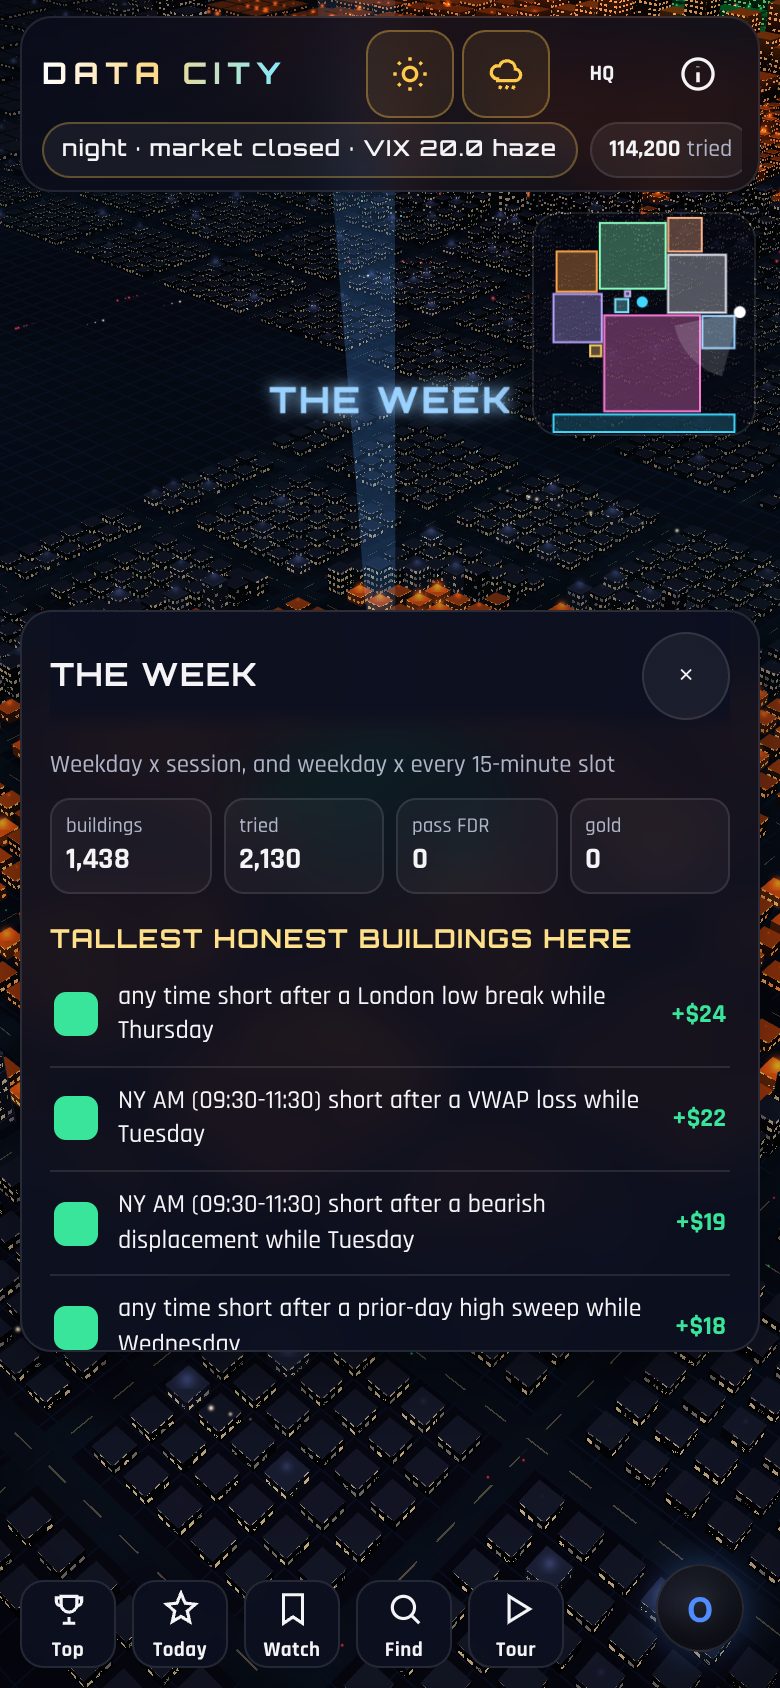 DATA CITY
HQ
night · market closed · VIX 20.0 haze
114,200 tried
THE WEEK
THE WEEK
×
Weekday x session, and weekday x every 15-minute slot
buildings
1,438
tried
2,130
pass FDR
0
gold
0
TALLEST HONEST BUILDINGS HERE
any time short after a London low break while
Thursday
+$24
NY AM (09:30-11:30) short after a VWAP loss while
Tuesday
+$22
NY AM (09:30-11:30) short after a bearish
displacement while Tuesday
+$19
any time short after a prior-day high sweep while
Wednesday
+$18
Top
Today
Watch
Find
Tour
O